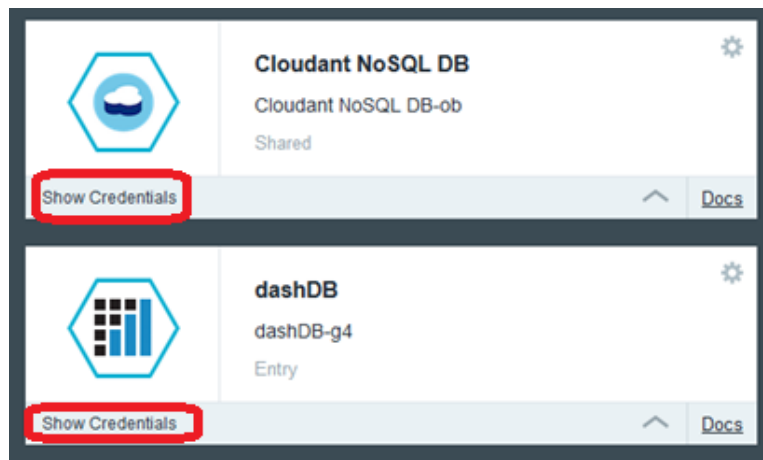 Cloudant NoSQL DB
Cloudant NoSQL DB-ob
Shared
Show Credentials
Docs
dashDB
dashDB-g4
Entry
Show Credentials
Docs